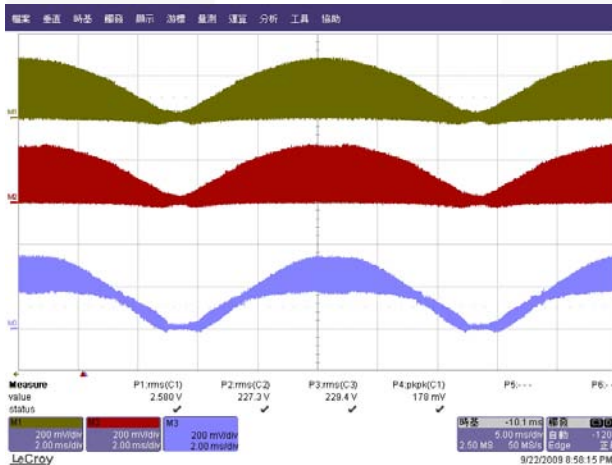 檔案 垂直 時基 觸發 顯示 游標 量測 運算 分析 工具 協助
M1
M2
M3
Measure P1:rms(C1) P2:rms(C2) P3:rms(C3) P4:pkpk(C1) P5:--- P6:--
value 2.580 V 227.3 V 229.4 V 178 mV
status
M1 M2 M3 時基 -10.1 ms 觸發
200 mV/div 200 mV/div 200 mV/div 5.00 ms/div 自動
2.00 ms/div 2.00 ms/div 2.00 ms/div 2.50 MS 50 MS/s Edge
LeCroy 9/22/2009 8:58:15 PM